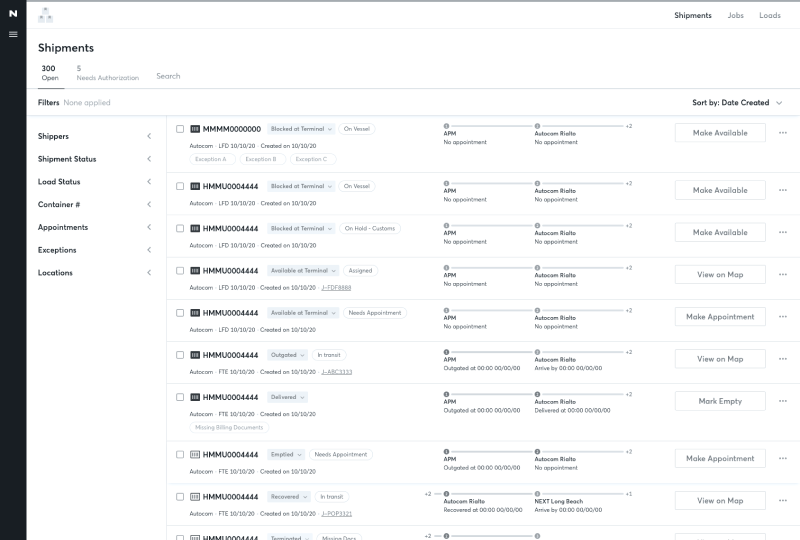 N
Shipments Jobs Loads
Shipments
300 5
Open Needs Authorization Search
Filters None applied Sort by: Date Created
Shippers
Shipment Status
Load Status
Container #
Appointments
Exceptions
Locations
MMMM0000000 Blocked at Terminal On Vessel
Autocam · LFD 10/10/20 · Created on 10/10/20
Exception A Exception B Exception C
+2
APM Autocom Rialto
No appointment No appointment
Make Available
HMMU0004444 Blocked at Terminal On Vessel
Autocam · LFD 10/10/20 · Created on 10/10/20
+2
APM Autocom Rialto
No appointment No appointment
Make Available
HMMU0004444 Blocked at Terminal On Hold - Customs
Autocam · LFD 10/10/20 · Created on 10/10/20
+2
APM Autocom Rialto
No appointment No appointment
Make Available
HMMU0004444 Available at Terminal Assigned
Autocam · LFD 10/10/20 · Created on 10/10/20 · J-FDF8888
+2
APM Autocom Rialto
No appointment No appointment
View on Map
HMMU0004444 Available at Terminal Needs Appointment
Autocam · LFD 10/10/20 · Created on 10/10/20
+2
APM Autocom Rialto
No appointment No appointment
Make Appointment
HMMU0004444 Outgated In transit
Autocam · FTE 10/10/20 · Created on 10/10/20 · J-ABC3333
+2
APM Autocom Rialto
Outgated at 00:00 00/00/00 Arrive by 00:00 00/00/00
View on Map
HMMU0004444 Delivered
Autocam · FTE 10/10/20 · Created on 10/10/20
Missing Billing Documents
+2
APM Autocom Rialto
Outgated at 00:00 00/00/00 Delivered at 00:00 00/00/00
Mark Empty
HMMU0004444 Emptied Needs Appointment
Autocam · FTE 10/10/20 · Created on 10/10/20
+2
APM Autocom Rialto
Outgated at 00:00 00/00/00 No appointment
Make Appointment
HMMU0004444 Recovered In transit
Autocam · FTE 10/10/20 · Created on 10/10/20 · J-POP3321
+2 +1
Autocom Rialto NEXT Long Beach
Recovered at 00:00 00/00/00 Arrive by 00:00 00/00/00
View on Map
HMMU0004444 Terminated Missing Docs
+2